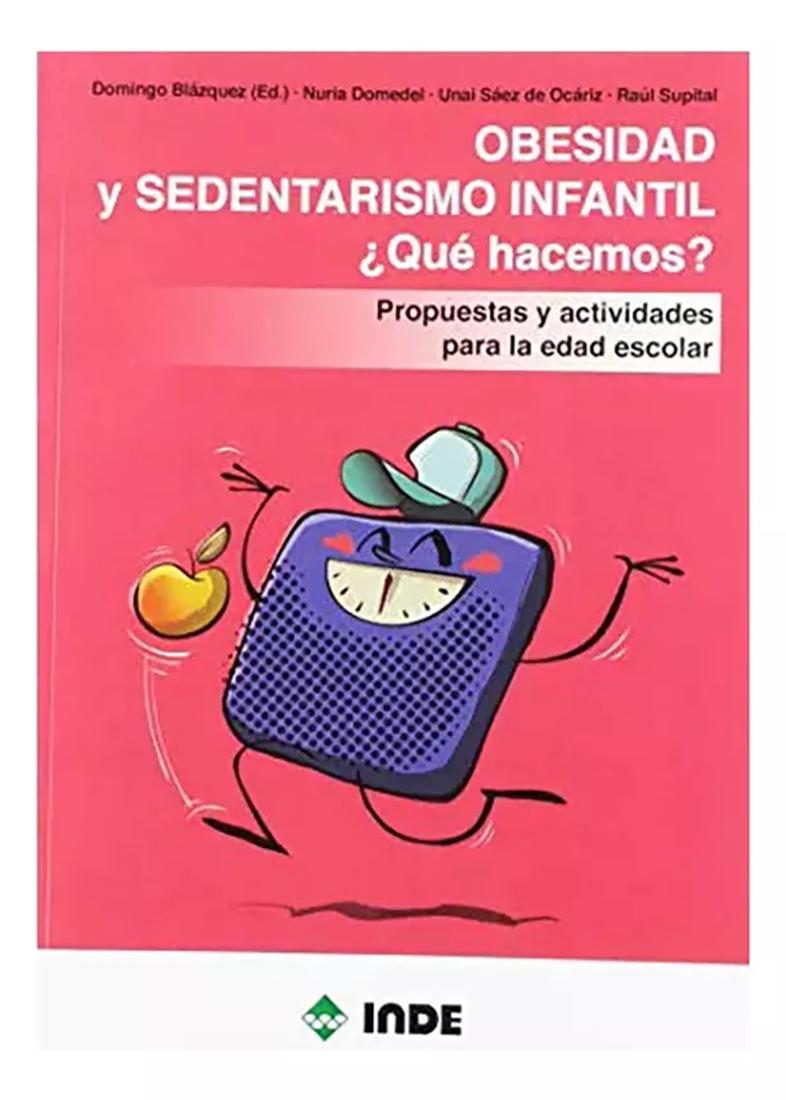 Domingo Blázquez (Ed.) · Nuria Domedel · Unai Sáez de Ocáriz · Raúl Supital
OBESIDAD
y SEDENTARISMO INFANTIL
¿Qué hacemos?
Propuestas y actividades
para la edad escolar
INDE